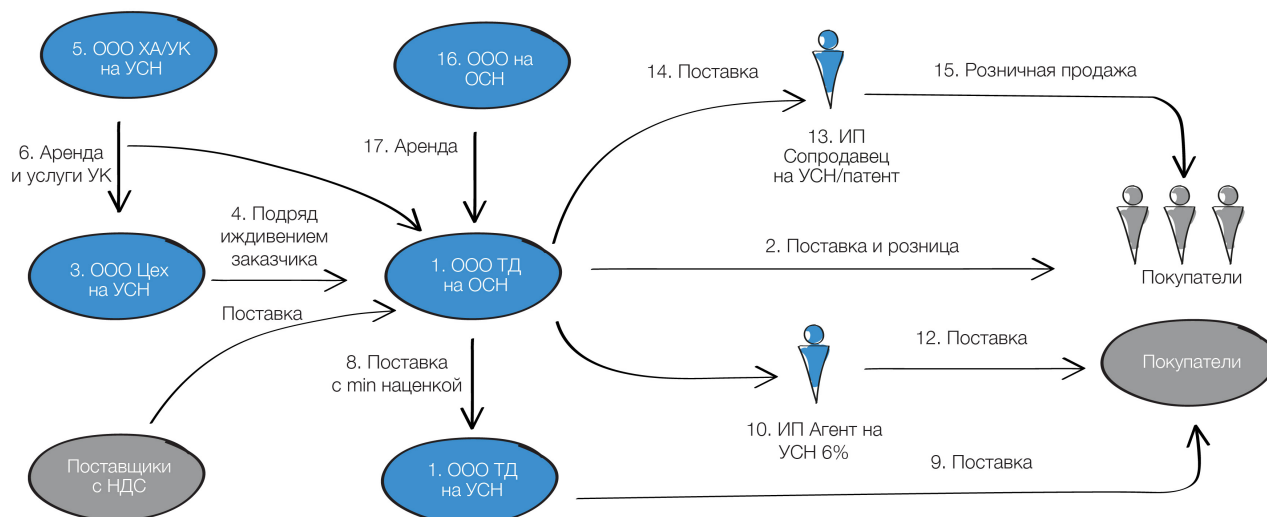 5. ООО ХА/УК
на УСН
16. ООО на
ОСН
14. Поставка
15. Розничная продажа
6. Аренда
и услуги УК
17. Аренда
13. ИП
Сопродавец
на УСН/патент
4. Подряд
иждивением
заказчика
3. ООО Цех
на УСН
1. ООО ТД
на ОСН
2. Поставка и розница
Покупатели
Поставка
8. Поставка
с min наценкой
12. Поставка
Покупатели
10. ИП Агент на
УСН 6%
Поставщики
с НДС
1. ООО ТД
на УСН
9. Поставка